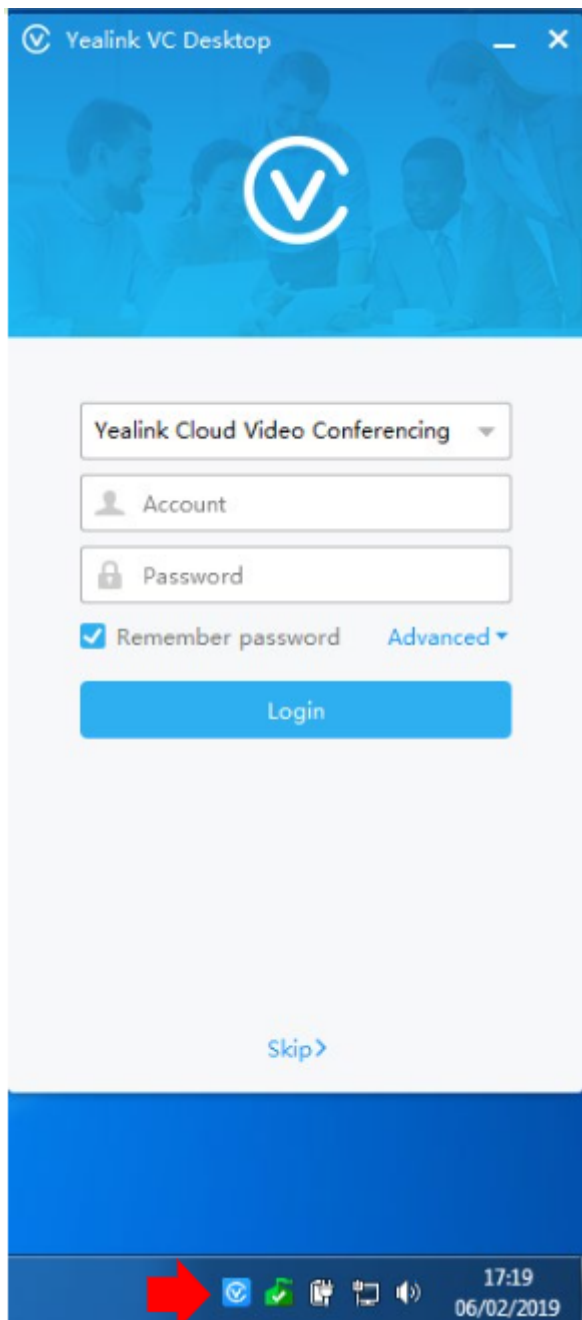 Yealink VC Desktop
Yealink Cloud Video Conferencing
Account
Password
Remember password Advanced
Login
Skip>
17:19
06/02/2019